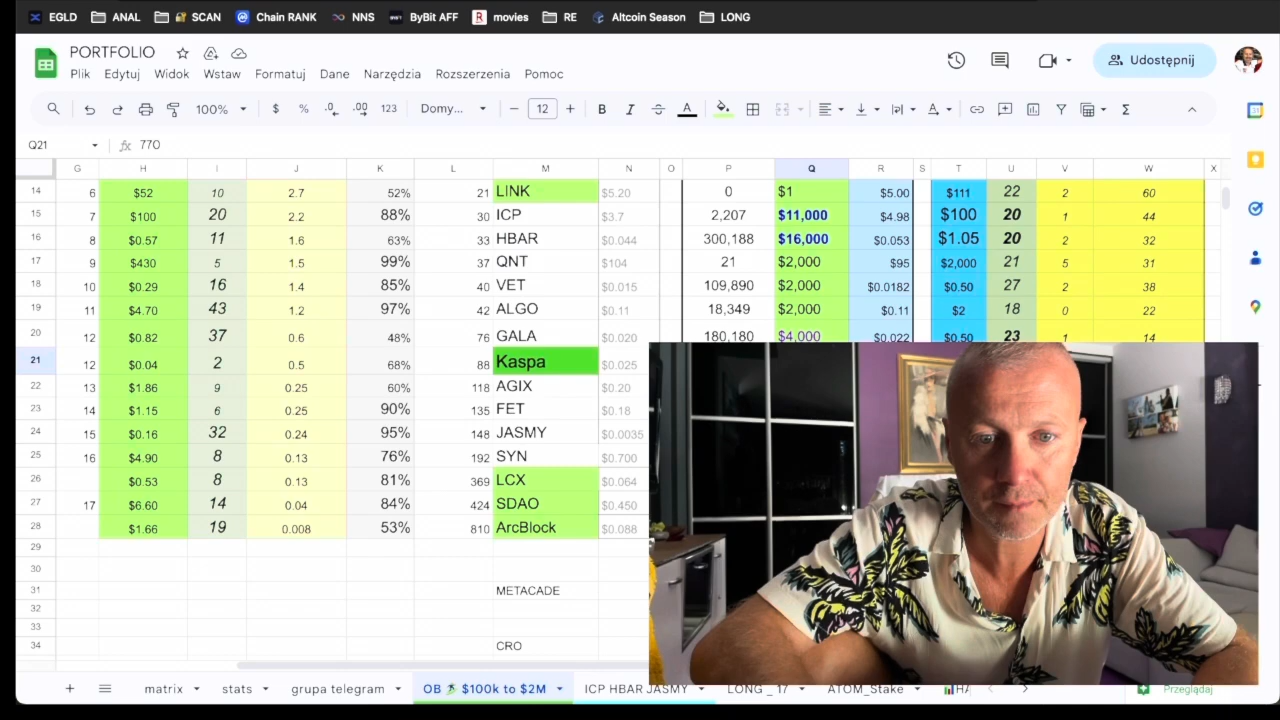 EGLD ANAL SCAN Chain RANK NNS ByBit AFF movies RE Altcoin Season LONG
PORTFOLIO
Plik Edytuj Widok Wstaw Formatuj Dane Narzędzia Rozszerzenia Pomoc
Udostępnij
100% $ % .0 .00 123 Domy... 12 B I A Σ
Q21 fx 770
G H I J K L M N O P Q R S T U V W X
14 6 $52 10 2.7 52% 21 LINK $5.20 0 $1 $5.00 $111 22 2 60
15 7 $100 20 2.2 88% 30 ICP $3.7 2,207 $11,000 $4.98 $100 20 1 44
16 8 $0.57 11 1.6 63% 33 HBAR $0.044 300,188 $16,000 $0.053 $1.05 20 2 32
17 9 $430 5 1.5 99% 37 QNT $104 21 $2,000 $95 $2,000 21 5 31
18 10 $0.29 16 1.4 85% 40 VET $0.015 109,890 $2,000 $0.0182 $0.50 27 2 38
19 11 $4.70 43 1.2 97% 42 ALGO $0.11 18,349 $2,000 $0.11 $2 18 0 22
20 12 $0.82 37 0.6 48% 76 GALA $0.020 180,180 $4,000 $0.022 $0.50 23 1 14
21 12 $0.04 2 0.5 68% 88 Kaspa $0.025
22 13 $1.86 9 0.25 60% 118 AGIX $0.20
23 14 $1.15 6 0.25 90% 135 FET $0.18
24 15 $0.16 32 0.24 95% 148 JASMY $0.0035
25 16 $4.90 8 0.13 76% 192 SYN $0.700
26 $0.53 8 0.13 81% 369 LCX $0.064
27 17 $6.60 14 0.04 84% 424 SDAO $0.450
28 $1.66 19 0.008 53% 810 ArcBlock $0.088
29
30
31 METACADE
32
33
34 CRO
matrix stats grupa telegram OB $100k to $2M ICP HBAR JASMY LONG _ 17 ATOM_Stake Przeglądaj